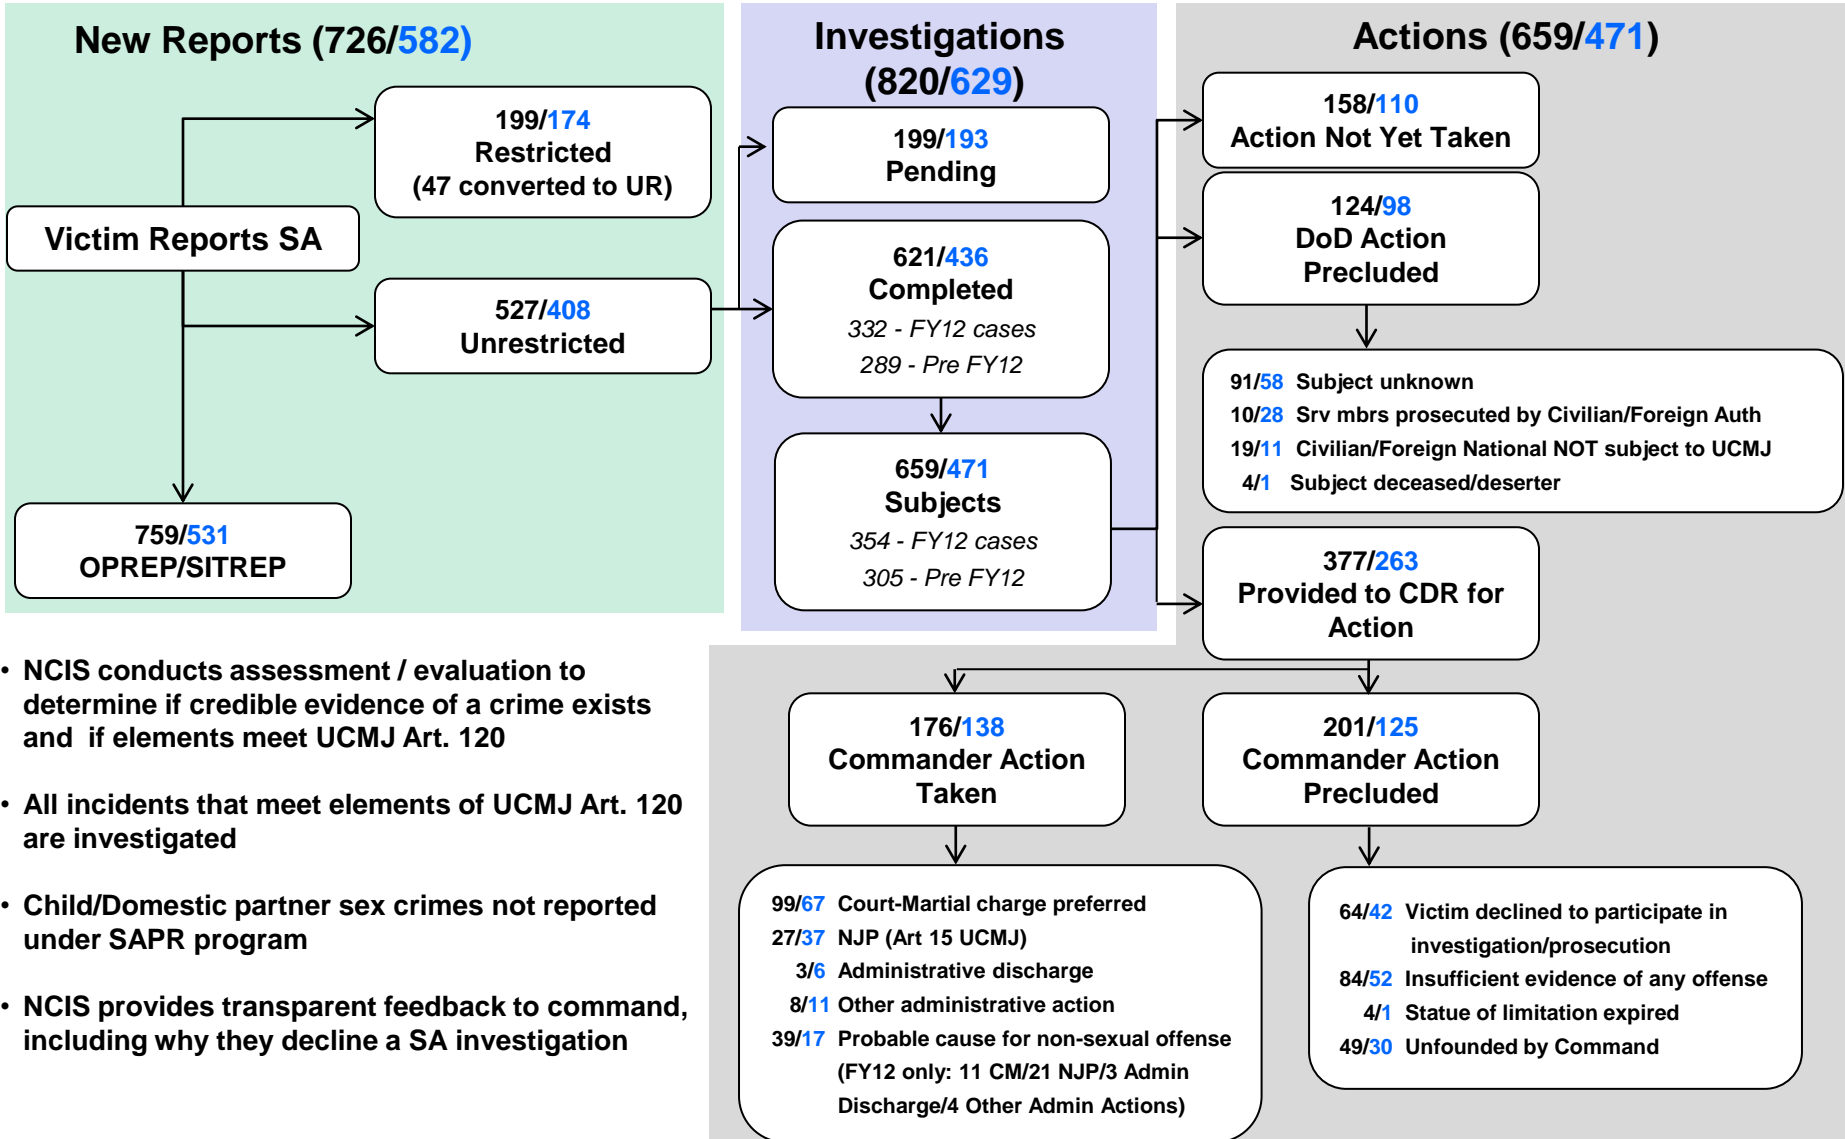 New Reports (726/582)
Victim Reports SA
199/174
Restricted
(47 converted to UR)
527/408
Unrestricted
759/531
OPREP/SITREP
Investigations
(820/629)
199/193
Pending
621/436
Completed
332 - FY12 cases
289 - Pre FY12
659/471
Subjects
354 - FY12 cases
305 - Pre FY12
Actions (659/471)
158/110
Action Not Yet Taken
124/98
DoD Action
Precluded
91/58 Subject unknown
10/28 Srv mbrs prosecuted by Civilian/Foreign Auth
19/11 Civilian/Foreign National NOT subject to UCMJ
4/1 Subject deceased/deserter
377/263
Provided to CDR for
Action
176/138
Commander Action
Taken
201/125
Commander Action
Precluded
99/67 Court-Martial charge preferred
27/37 NJP (Art 15 UCMJ)
3/6 Administrative discharge
8/11 Other administrative action
39/17 Probable cause for non-sexual offense
(FY12 only: 11 CM/21 NJP/3 Admin
Discharge/4 Other Admin Actions)
64/42 Victim declined to participate in
investigation/prosecution
84/52 Insufficient evidence of any offense
4/1 Statue of limitation expired
49/30 Unfounded by Command
• NCIS conducts assessment / evaluation to
determine if credible evidence of a crime exists
and if elements meet UCMJ Art. 120
• All incidents that meet elements of UCMJ Art. 120
are investigated
• Child/Domestic partner sex crimes not reported
under SAPR program
• NCIS provides transparent feedback to command,
including why they decline a SA investigation